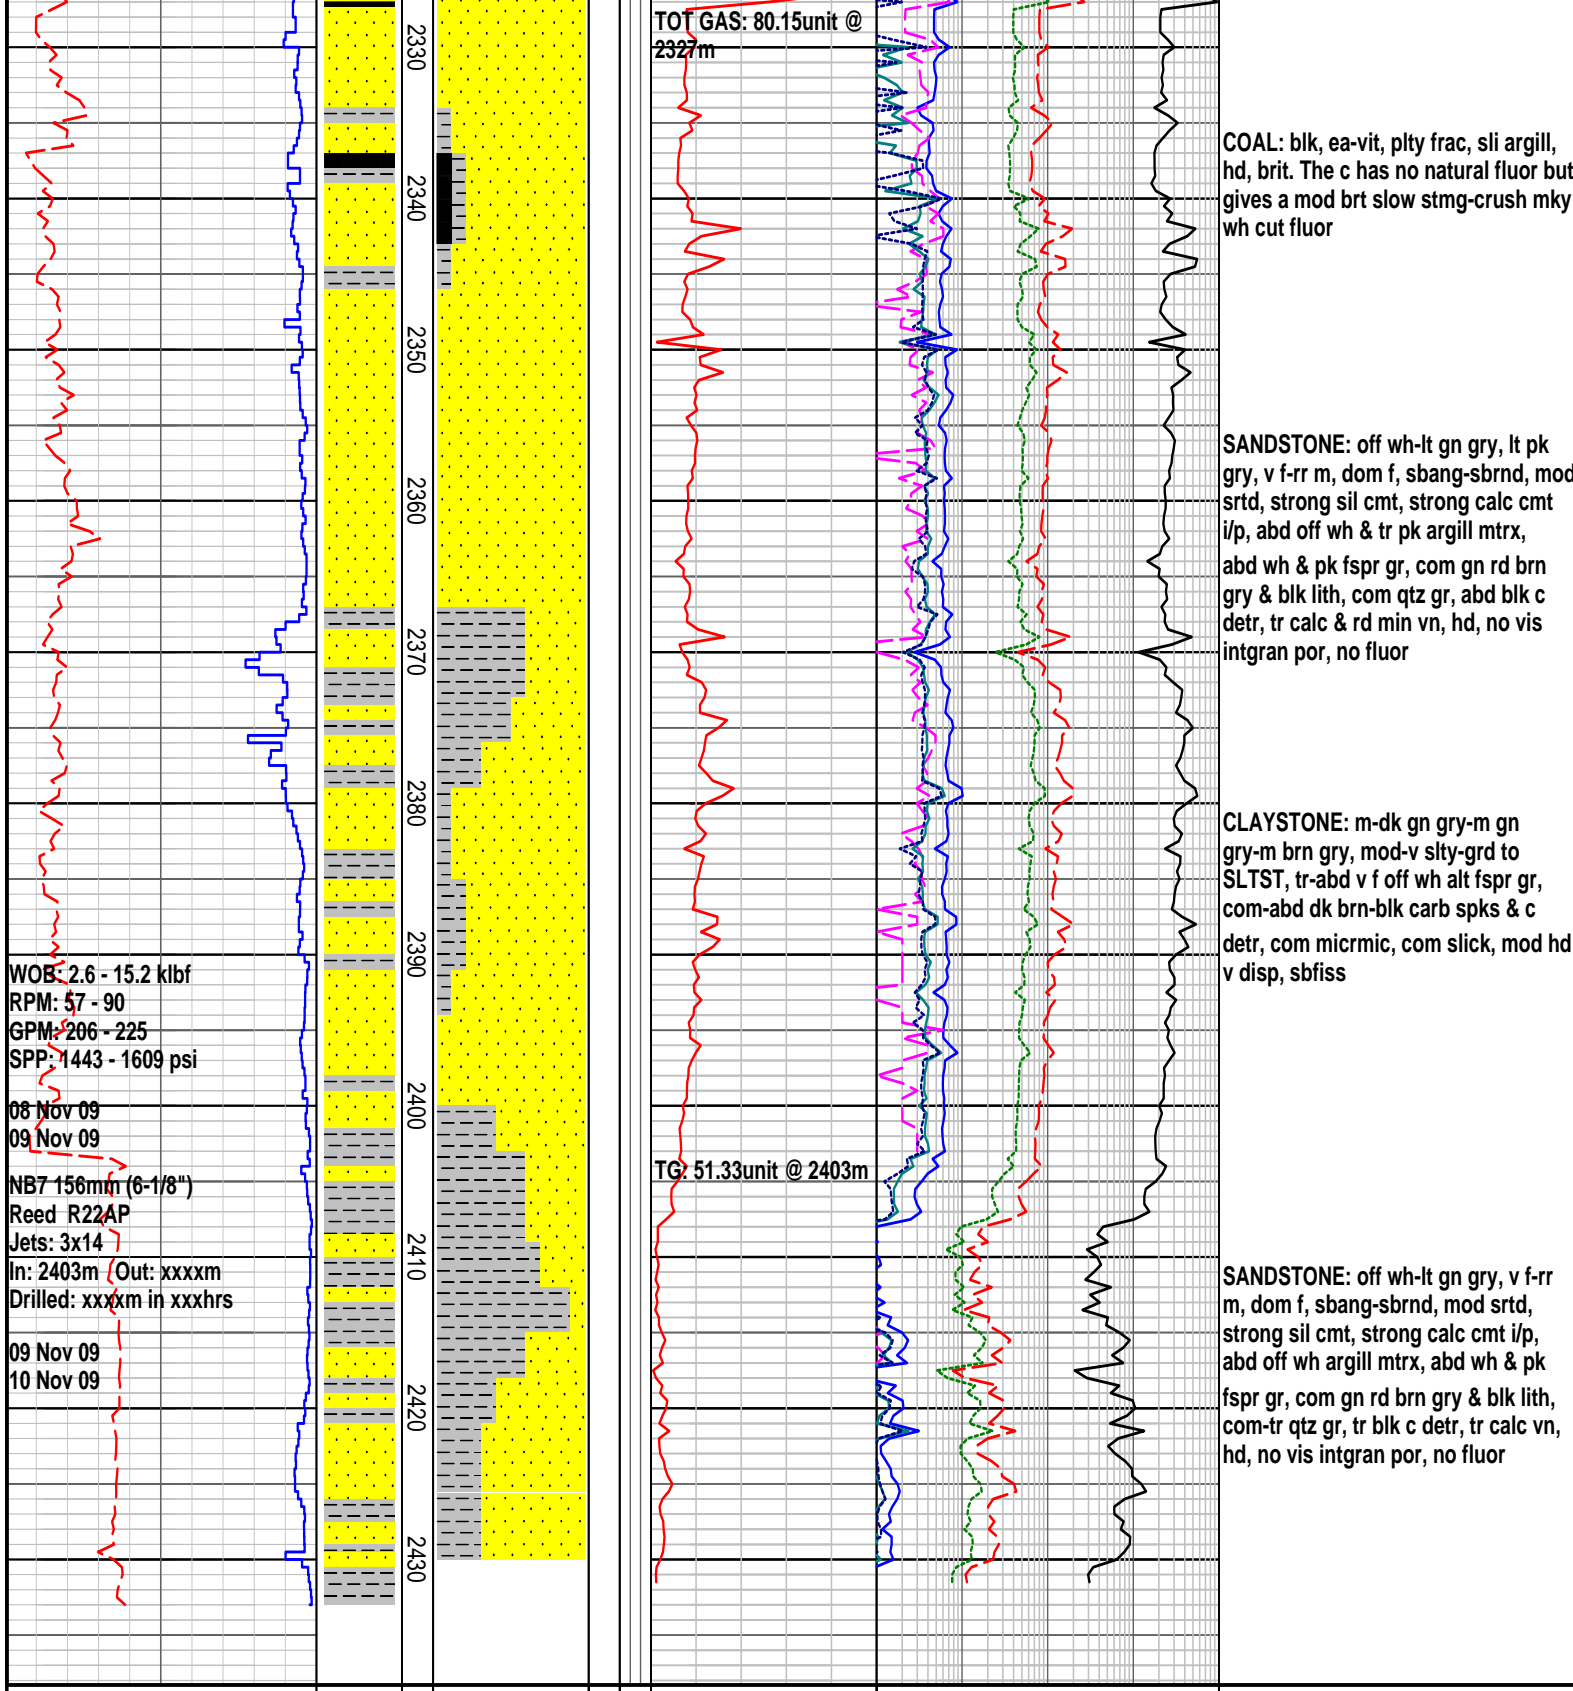 TOT GAS: 80.15unit @
2327m
2330
COAL: blk, ea-vit, plty frac, sli argill,
hd, brit. The c has no natural fluor but
gives a mod brt slow stmg-crush mky
wh cut fluor
2340
2350
SANDSTONE: off wh-lt gn gry, lt pk
gry, v f-rr m, dom f, sbang-sbrnd, mod
srtd, strong sil cmt, strong calc cmt
i/p, abd off wh & tr pk argill mtrx,
abd wh & pk fspr gr, com gn rd brn
gry & blk lith, com qtz gr, abd blk c
detr, tr calc & rd min vn, hd, no vis
intgran por, no fluor
2360
2370
2380
CLAYSTONE: m-dk gn gry-m gn
gry-m brn gry, mod-v slty-grd to
SLTST, tr-abd v f off wh alt fspr gr,
com-abd dk brn-blk carb spks & c
detr, com micrmic, com slick, mod hd
v disp, sbfiss
2390
WOB: 2.6 - 15.2 klbf
RPM: 57 - 90
GPM: 206 - 225
SPP: 1443 - 1609 psi
2400
08 Nov 09
09 Nov 09
TG: 51.33unit @ 2403m
NB7 156mm (6-1/8")
Reed R22AP
Jets: 3x14
In: 2403m Out: xxxxm
Drilled: xxxxm in xxxhrs
2410
SANDSTONE: off wh-lt gn gry, v f-rr
m, dom f, sbang-sbrnd, mod srtd,
strong sil cmt, strong calc cmt i/p,
abd off wh argill mtrx, abd wh & pk
fspr gr, com gn rd brn gry & blk lith,
com-tr qtz gr, tr blk c detr, tr calc vn,
hd, no vis intgran por, no fluor
09 Nov 09
10 Nov 09
2420
2430